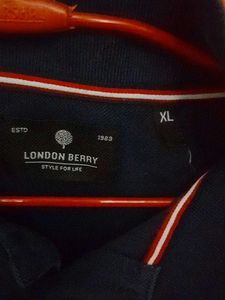 XL
ESTD 1989
LONDON BERRY
STYLE FOR LIFE